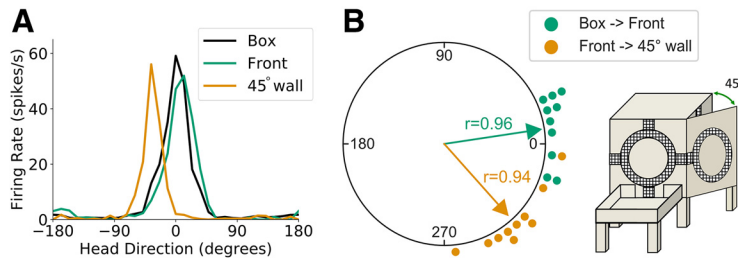 A
Firing Rate (spikes/s)
60
40
20
0
−180
−90
0
90
180
Head Direction (degrees)
Box
Front
45° wall
B
Box -> Front
Front -> 45° wall
90
180
0
270
r=0.96
r=0.94
45